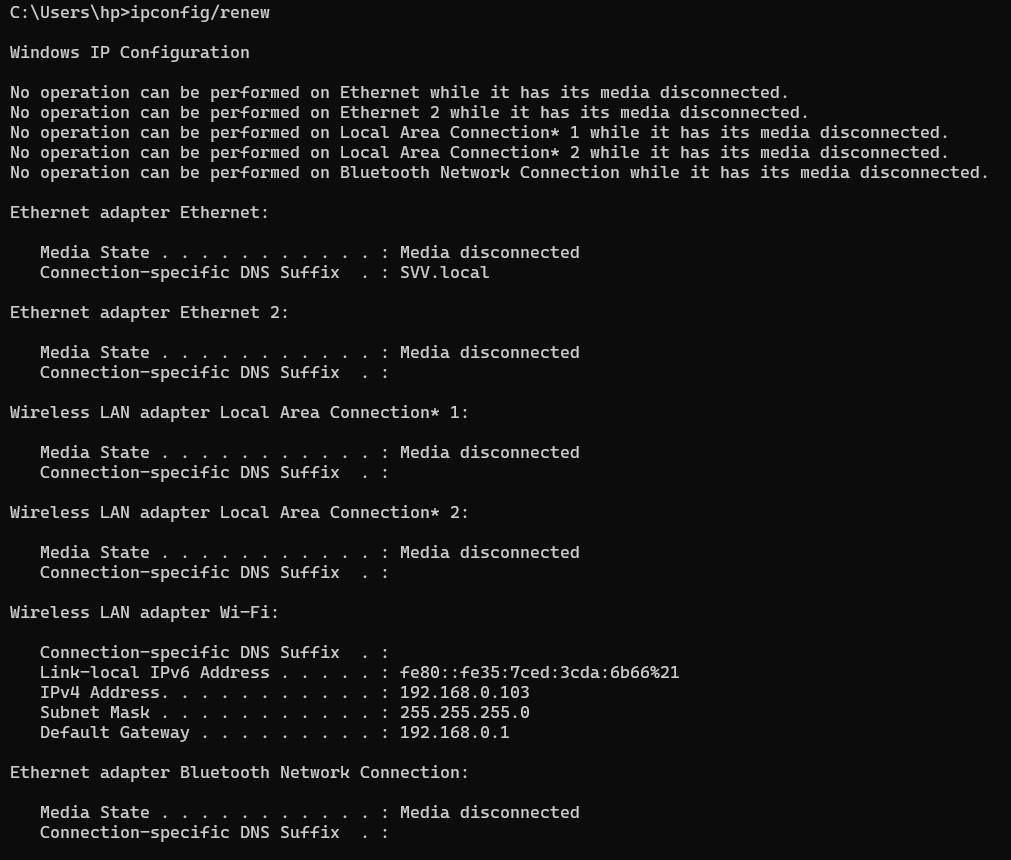 C:\Users\hp>ipconfig/renew
Windows IP Configuration
No operation can be performed on Ethernet while it has its media disconnected.
No operation can be performed on Ethernet 2 while it has its media disconnected.
No operation can be performed on Local Area Connection* 1 while it has its media disconnected.
No operation can be performed on Local Area Connection* 2 while it has its media disconnected.
No operation can be performed on Bluetooth Network Connection while it has its media disconnected.
Ethernet adapter Ethernet:
   Media State . . . . . . . . . . . : Media disconnected
   Connection-specific DNS Suffix  . : SVV.local
Ethernet adapter Ethernet 2:
   Media State . . . . . . . . . . . : Media disconnected
   Connection-specific DNS Suffix  . :
Wireless LAN adapter Local Area Connection* 1:
   Media State . . . . . . . . . . . : Media disconnected
   Connection-specific DNS Suffix  . :
Wireless LAN adapter Local Area Connection* 2:
   Media State . . . . . . . . . . . : Media disconnected
   Connection-specific DNS Suffix  . :
Wireless LAN adapter Wi-Fi:
   Connection-specific DNS Suffix  . :
   Link-local IPv6 Address . . . . . : fe80::fe35:7ced:3cda:6b66%21
   IPv4 Address. . . . . . . . . . . : 192.168.0.103
   Subnet Mask . . . . . . . . . . . : 255.255.255.0
   Default Gateway . . . . . . . . . : 192.168.0.1
Ethernet adapter Bluetooth Network Connection:
   Media State . . . . . . . . . . . : Media disconnected
   Connection-specific DNS Suffix  . :